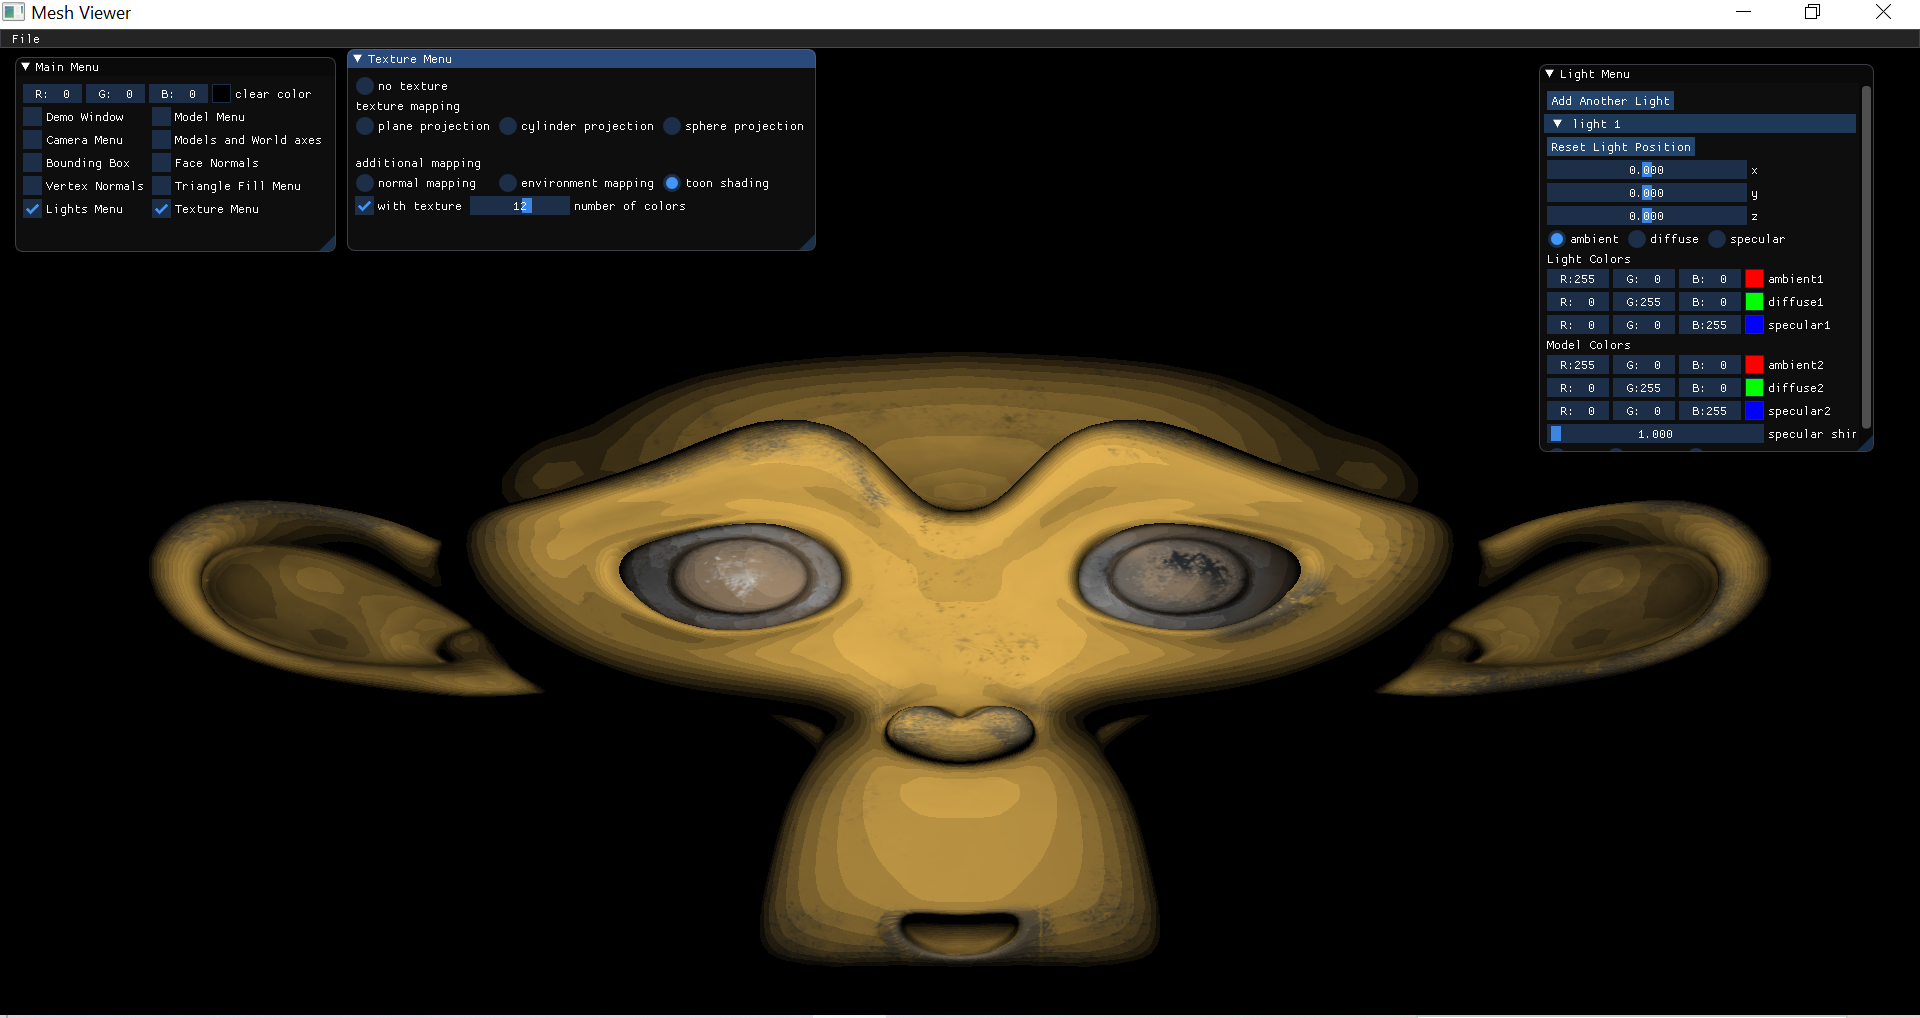 Mesh Viewer
File
Main Menu
R: 0 G: 0 B: 0 clear color
Demo Window Model Menu
Camera Menu Models and World axes
Bounding Box Face Normals
Vertex Normals Triangle Fill Menu
Lights Menu Texture Menu
Texture Menu
no texture
texture mapping
plane projection cylinder projection sphere projection
additional mapping
normal mapping environment mapping toon shading
with texture 12 number of colors
Light Menu
Add Another Light
light 1
Reset Light Position
0.000 x
0.000 y
0.000 z
ambient diffuse specular
Light Colors
R:255 G: 0 B: 0 ambient1
R: 0 G:255 B: 0 diffuse1
R: 0 G: 0 B:255 specular1
Model Colors
R:255 G: 0 B: 0 ambient2
R: 0 G:255 B: 0 diffuse2
R: 0 G: 0 B:255 specular2
1.000 specular shir